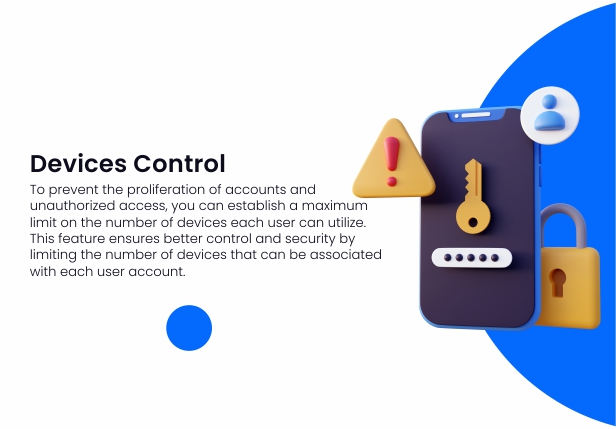 Devices Control
To prevent the proliferation of accounts and
unauthorized access, you can establish a maximum
limit on the number of devices each user can utilize.
This feature ensures better control and security by
limiting the number of devices that can be associated
with each user account.